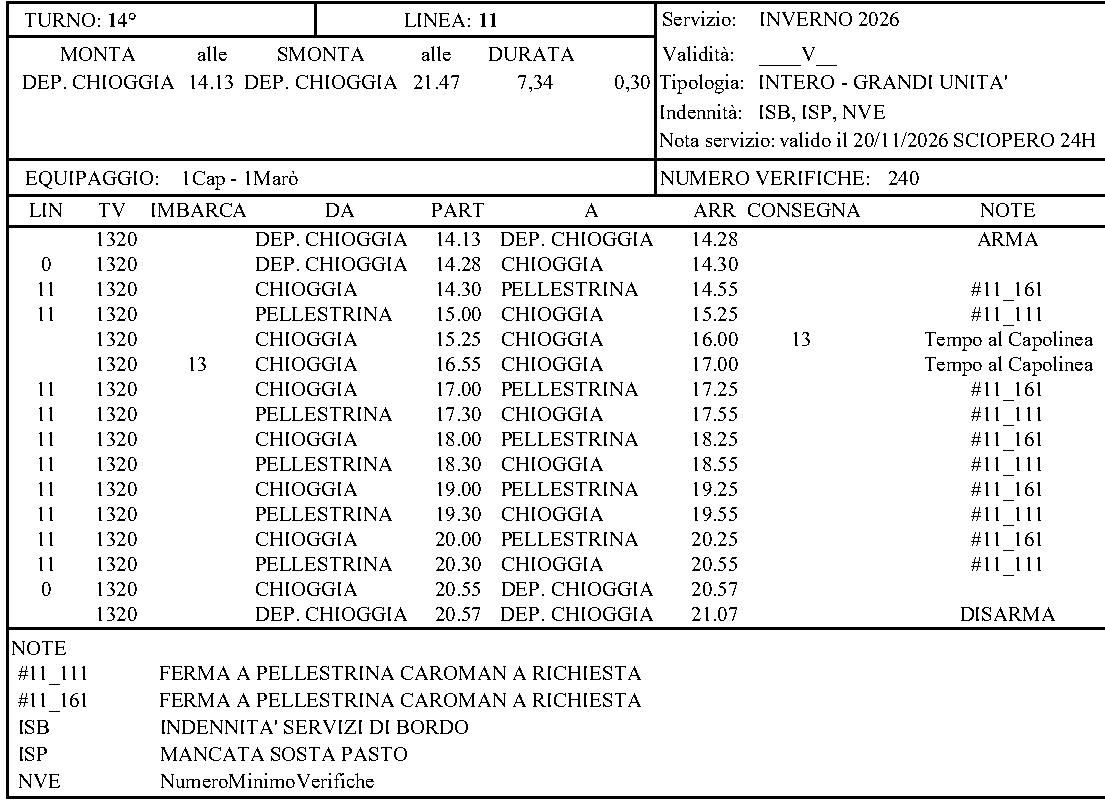 TURNO: 14° LINEA: 11 Servizio: INVERNO 2026
MONTA alle SMONTA alle DURATA Validità: ____V__
DEP. CHIOGGIA 14.13 DEP. CHIOGGIA 21.47 7,34 0,30 Tipologia: INTERO - GRANDI UNITA'
Indennità: ISB, ISP, NVE
Nota servizio: valido il 20/11/2026 SCIOPERO 24H
EQUIPAGGIO: 1Cap - 1Marò NUMERO VERIFICHE: 240
LIN TV IMBARCA DA PART A ARR CONSEGNA NOTE
1320 DEP. CHIOGGIA 14.13 DEP. CHIOGGIA 14.28 ARMA
0 1320 DEP. CHIOGGIA 14.28 CHIOGGIA 14.30
11 1320 CHIOGGIA 14.30 PELLESTRINA 14.55 #11_161
11 1320 PELLESTRINA 15.00 CHIOGGIA 15.25 #11_111
1320 CHIOGGIA 15.25 CHIOGGIA 16.00 13 Tempo al Capolinea
1320 13 CHIOGGIA 16.55 CHIOGGIA 17.00 Tempo al Capolinea
11 1320 CHIOGGIA 17.00 PELLESTRINA 17.25 #11_161
11 1320 PELLESTRINA 17.30 CHIOGGIA 17.55 #11_111
11 1320 CHIOGGIA 18.00 PELLESTRINA 18.25 #11_161
11 1320 PELLESTRINA 18.30 CHIOGGIA 18.55 #11_111
11 1320 CHIOGGIA 19.00 PELLESTRINA 19.25 #11_161
11 1320 PELLESTRINA 19.30 CHIOGGIA 19.55 #11_111
11 1320 CHIOGGIA 20.00 PELLESTRINA 20.25 #11_161
11 1320 PELLESTRINA 20.30 CHIOGGIA 20.55 #11_111
0 1320 CHIOGGIA 20.55 DEP. CHIOGGIA 20.57
1320 DEP. CHIOGGIA 20.57 DEP. CHIOGGIA 21.07 DISARMA
NOTE
#11_111 FERMA A PELLESTRINA CAROMAN A RICHIESTA
#11_161 FERMA A PELLESTRINA CAROMAN A RICHIESTA
ISB INDENNITA' SERVIZI DI BORDO
ISP MANCATA SOSTA PASTO
NVE NumeroMinimoVerifiche